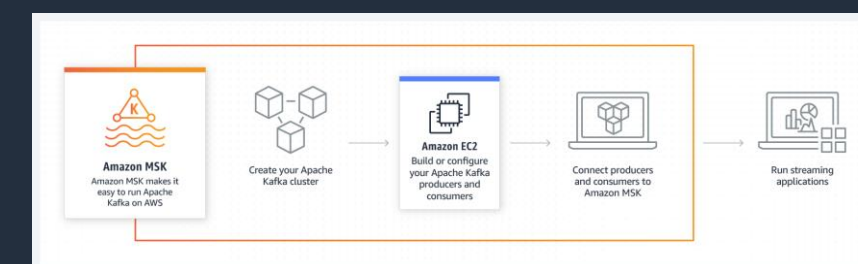 K
Amazon MSK
Amazon MSK makes it
easy to run Apache
Kafka on AWS
Create your Apache
Kafka cluster
Amazon EC2
Build or configure
your Apache Kafka
producers and
consumers
Connect producers
and consumers to
Amazon MSK
Run streaming
applications